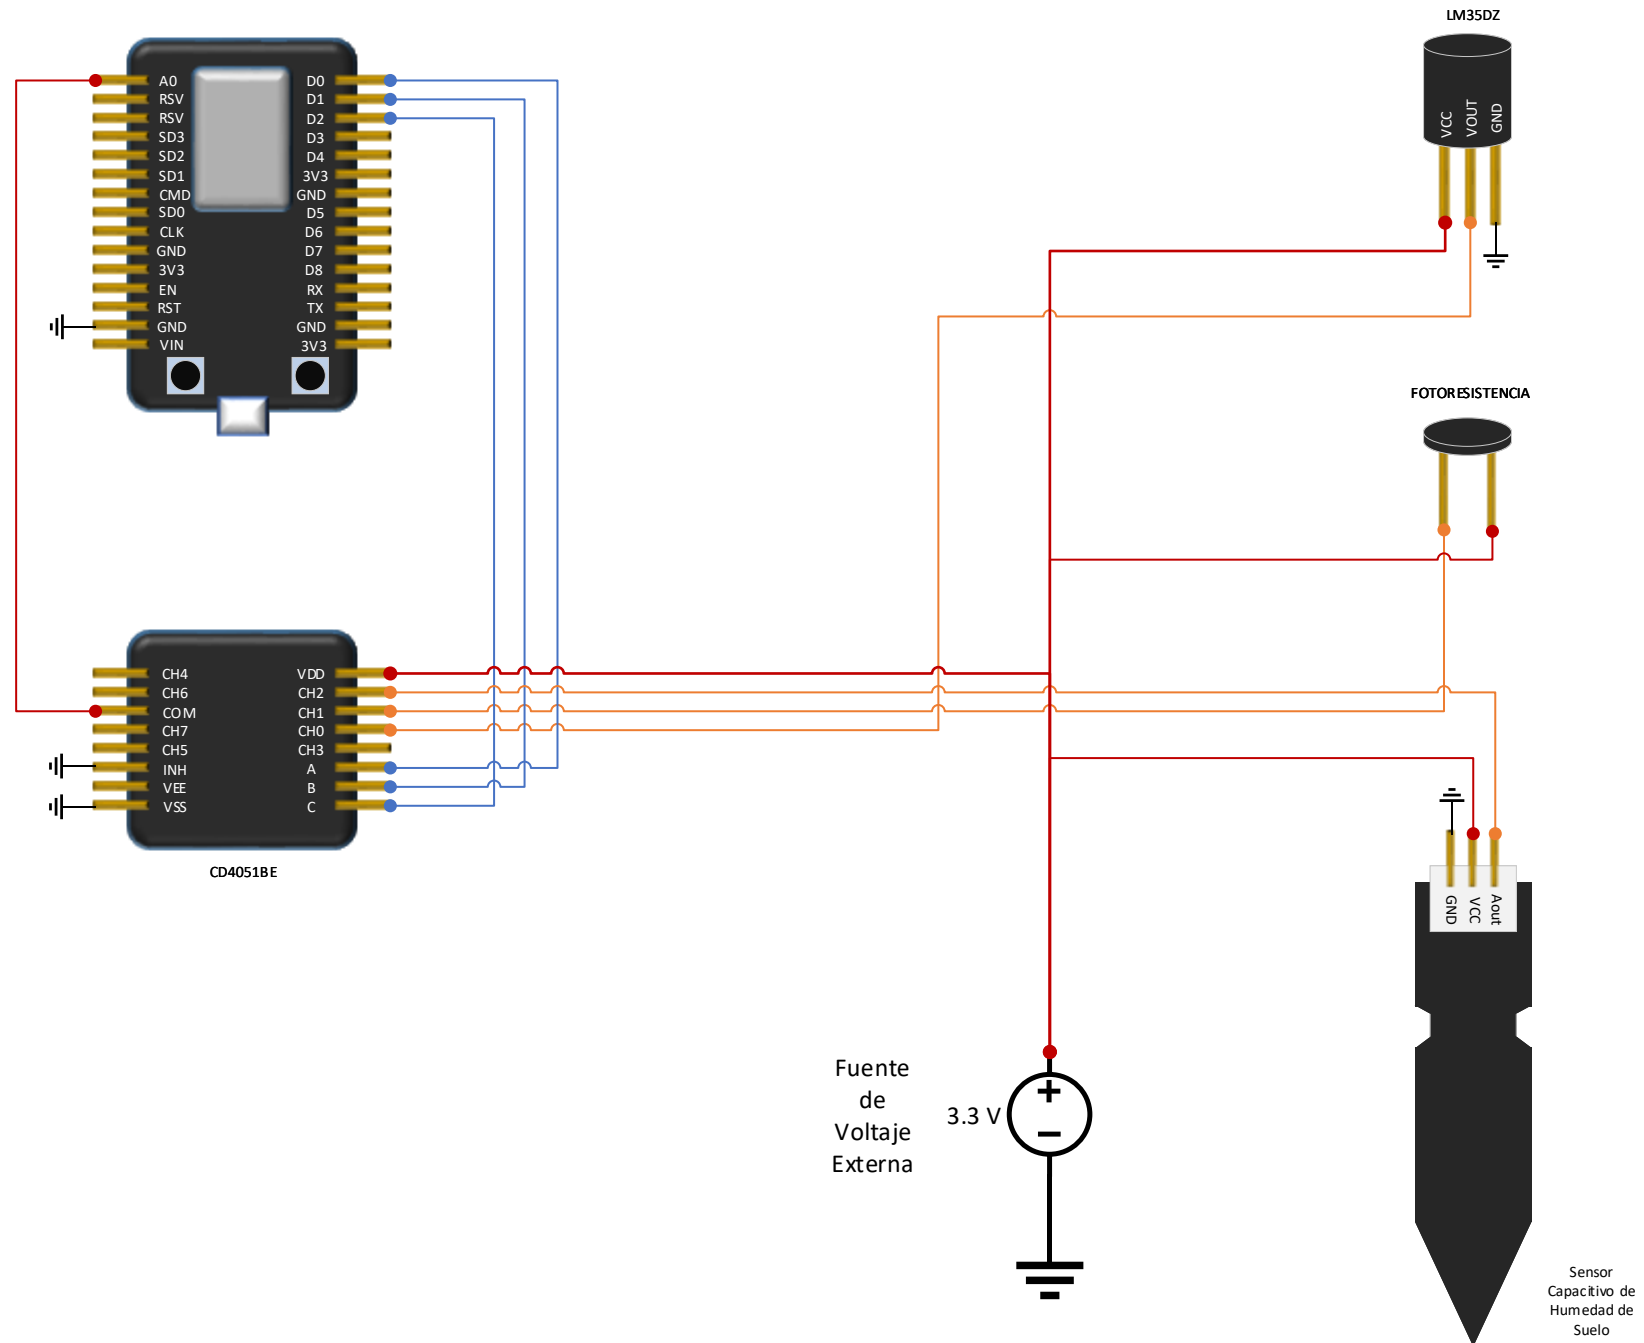 LM35DZ
VCC
VOUT
GND
A0
RSV
RSV
SD3
SD2
SD1
CMD
SD0
CLK
GND
3V3
EN
RST
GND
VIN
D0
D1
D2
D3
D4
3V3
GND
D5
D6
D7
D8
RX
TX
GND
3V3
FOTORESISTENCIA
CH4
CH6
COM
CH7
CH5
INH
VEE
VSS
VDD
CH2
CH1
CH0
CH3
A
B
C
CD4051BE
GND
VCC
Aout
Fuente
de
Voltaje
Externa
3.3 V
Sensor
Capacitivo de
Humedad de
Suelo